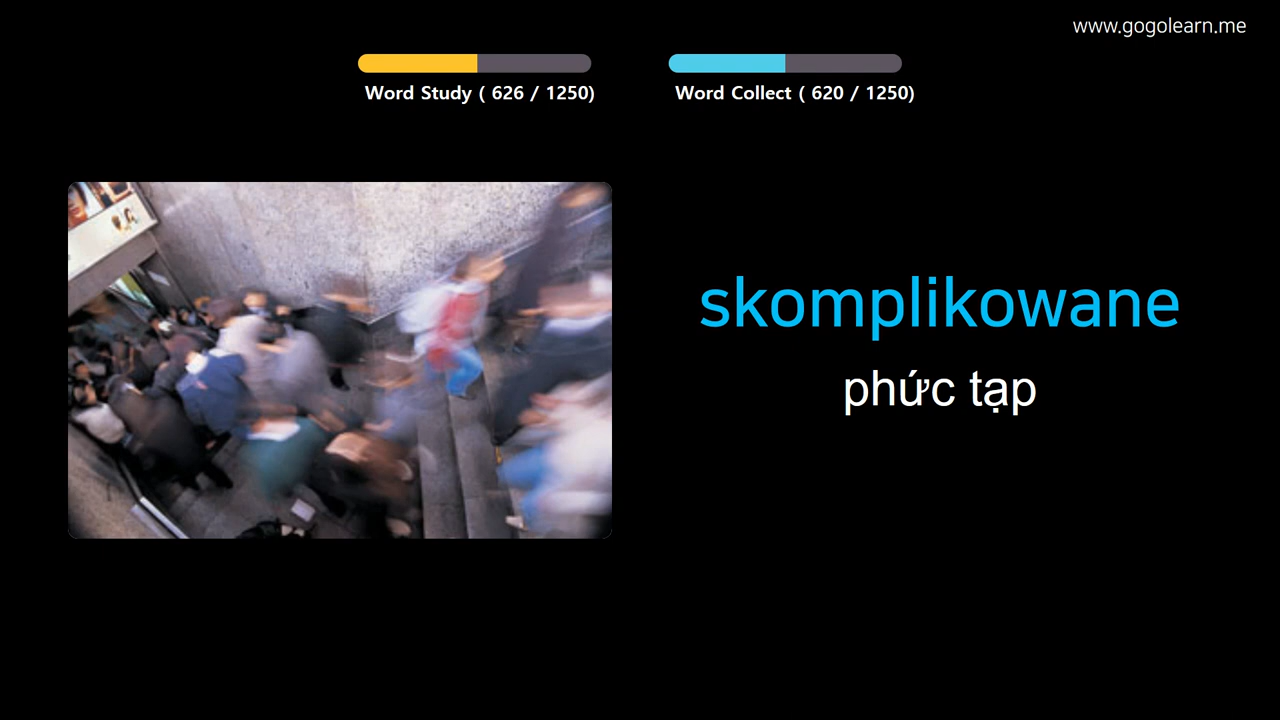 www.gogolearn.me
Word Study ( 626 / 1250)
Word Collect ( 620 / 1250)
skomplikowane
phức tạp